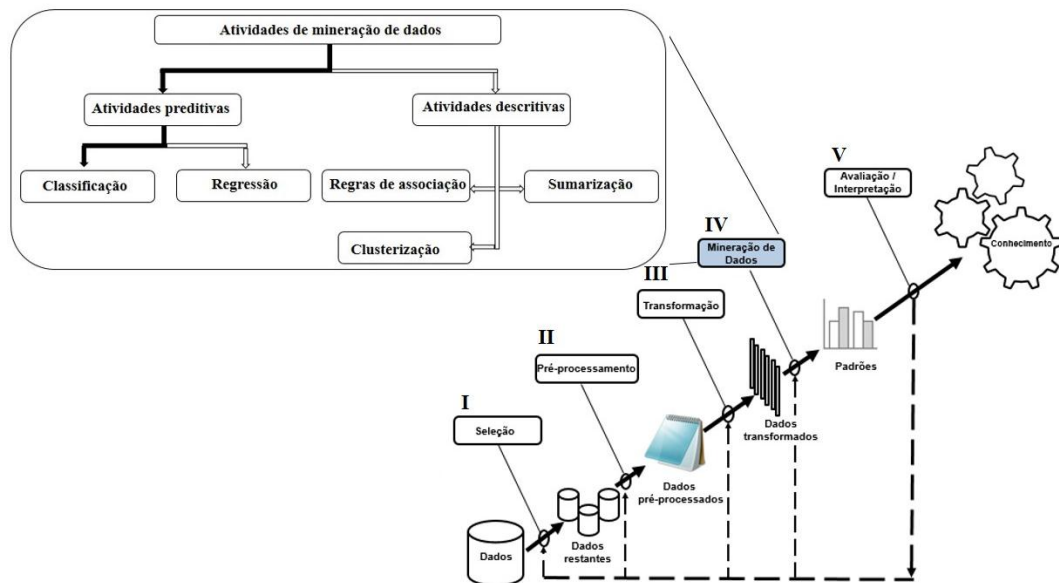 Atividades de mineração de dados
Atividades preditivas
Atividades descritivas
Classificação
Regressão
Regras de associação
Sumarização
Clusterização
I
Seleção
II
Pré-processamento
III
Transformação
IV
Mineração de
Dados
V
Avaliação /
Interpretação
Dados
Dados
restantes
Dados
pré-processados
Dados
transformados
Padrões
Conhecimento